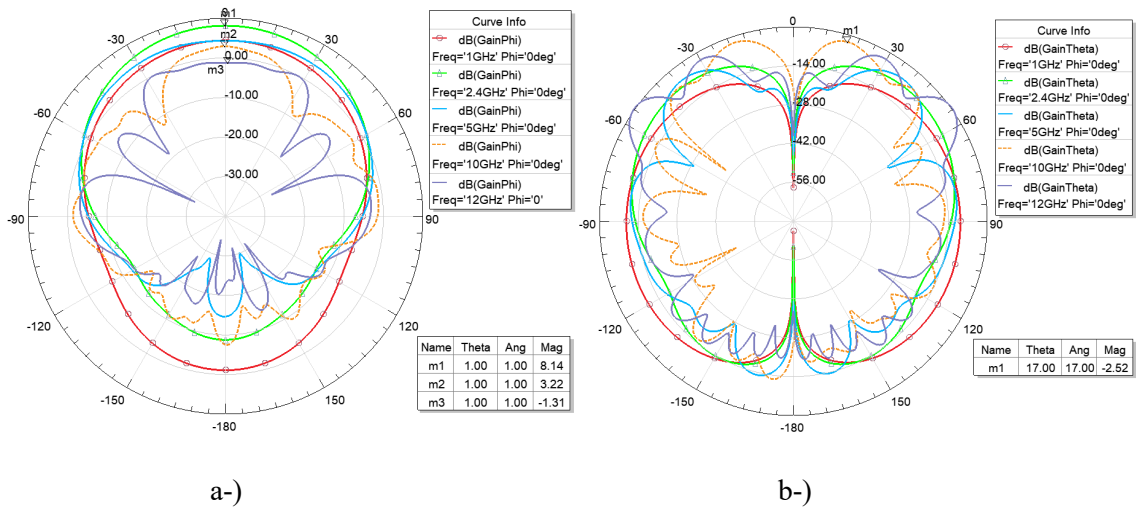 m1
0
m2
-30
30
0.00
m3
-60
60
-10.00
-20.00
-30.00
-90
90
-120
120
-150
150
-180
Curve Info
dB(GainPhi)
Freq='1GHz' Phi='0deg'
dB(GainPhi)
Freq='2.4GHz' Phi='0deg'
dB(GainPhi)
Freq='5GHz' Phi='0deg'
dB(GainPhi)
Freq='10GHz' Phi='0deg'
dB(GainPhi)
Freq='12GHz' Phi='0'
Name Theta Ang Mag
m1 1.00 1.00 8.14
m2 1.00 1.00 3.22
m3 1.00 1.00 -1.31
a-)
0
m1
-30
30
-14.00
-60
60
-28.00
-42.00
-56.00
-90
90
-120
120
-150
150
-180
Curve Info
dB(GainTheta)
Freq='1GHz' Phi='0deg'
dB(GainTheta)
Freq='2.4GHz' Phi='0deg'
dB(GainTheta)
Freq='5GHz' Phi='0deg'
dB(GainTheta)
Freq='10GHz' Phi='0deg'
dB(GainTheta)
Freq='12GHz' Phi='0deg'
Name Theta Ang Mag
m1 17.00 17.00 -2.52
b-)